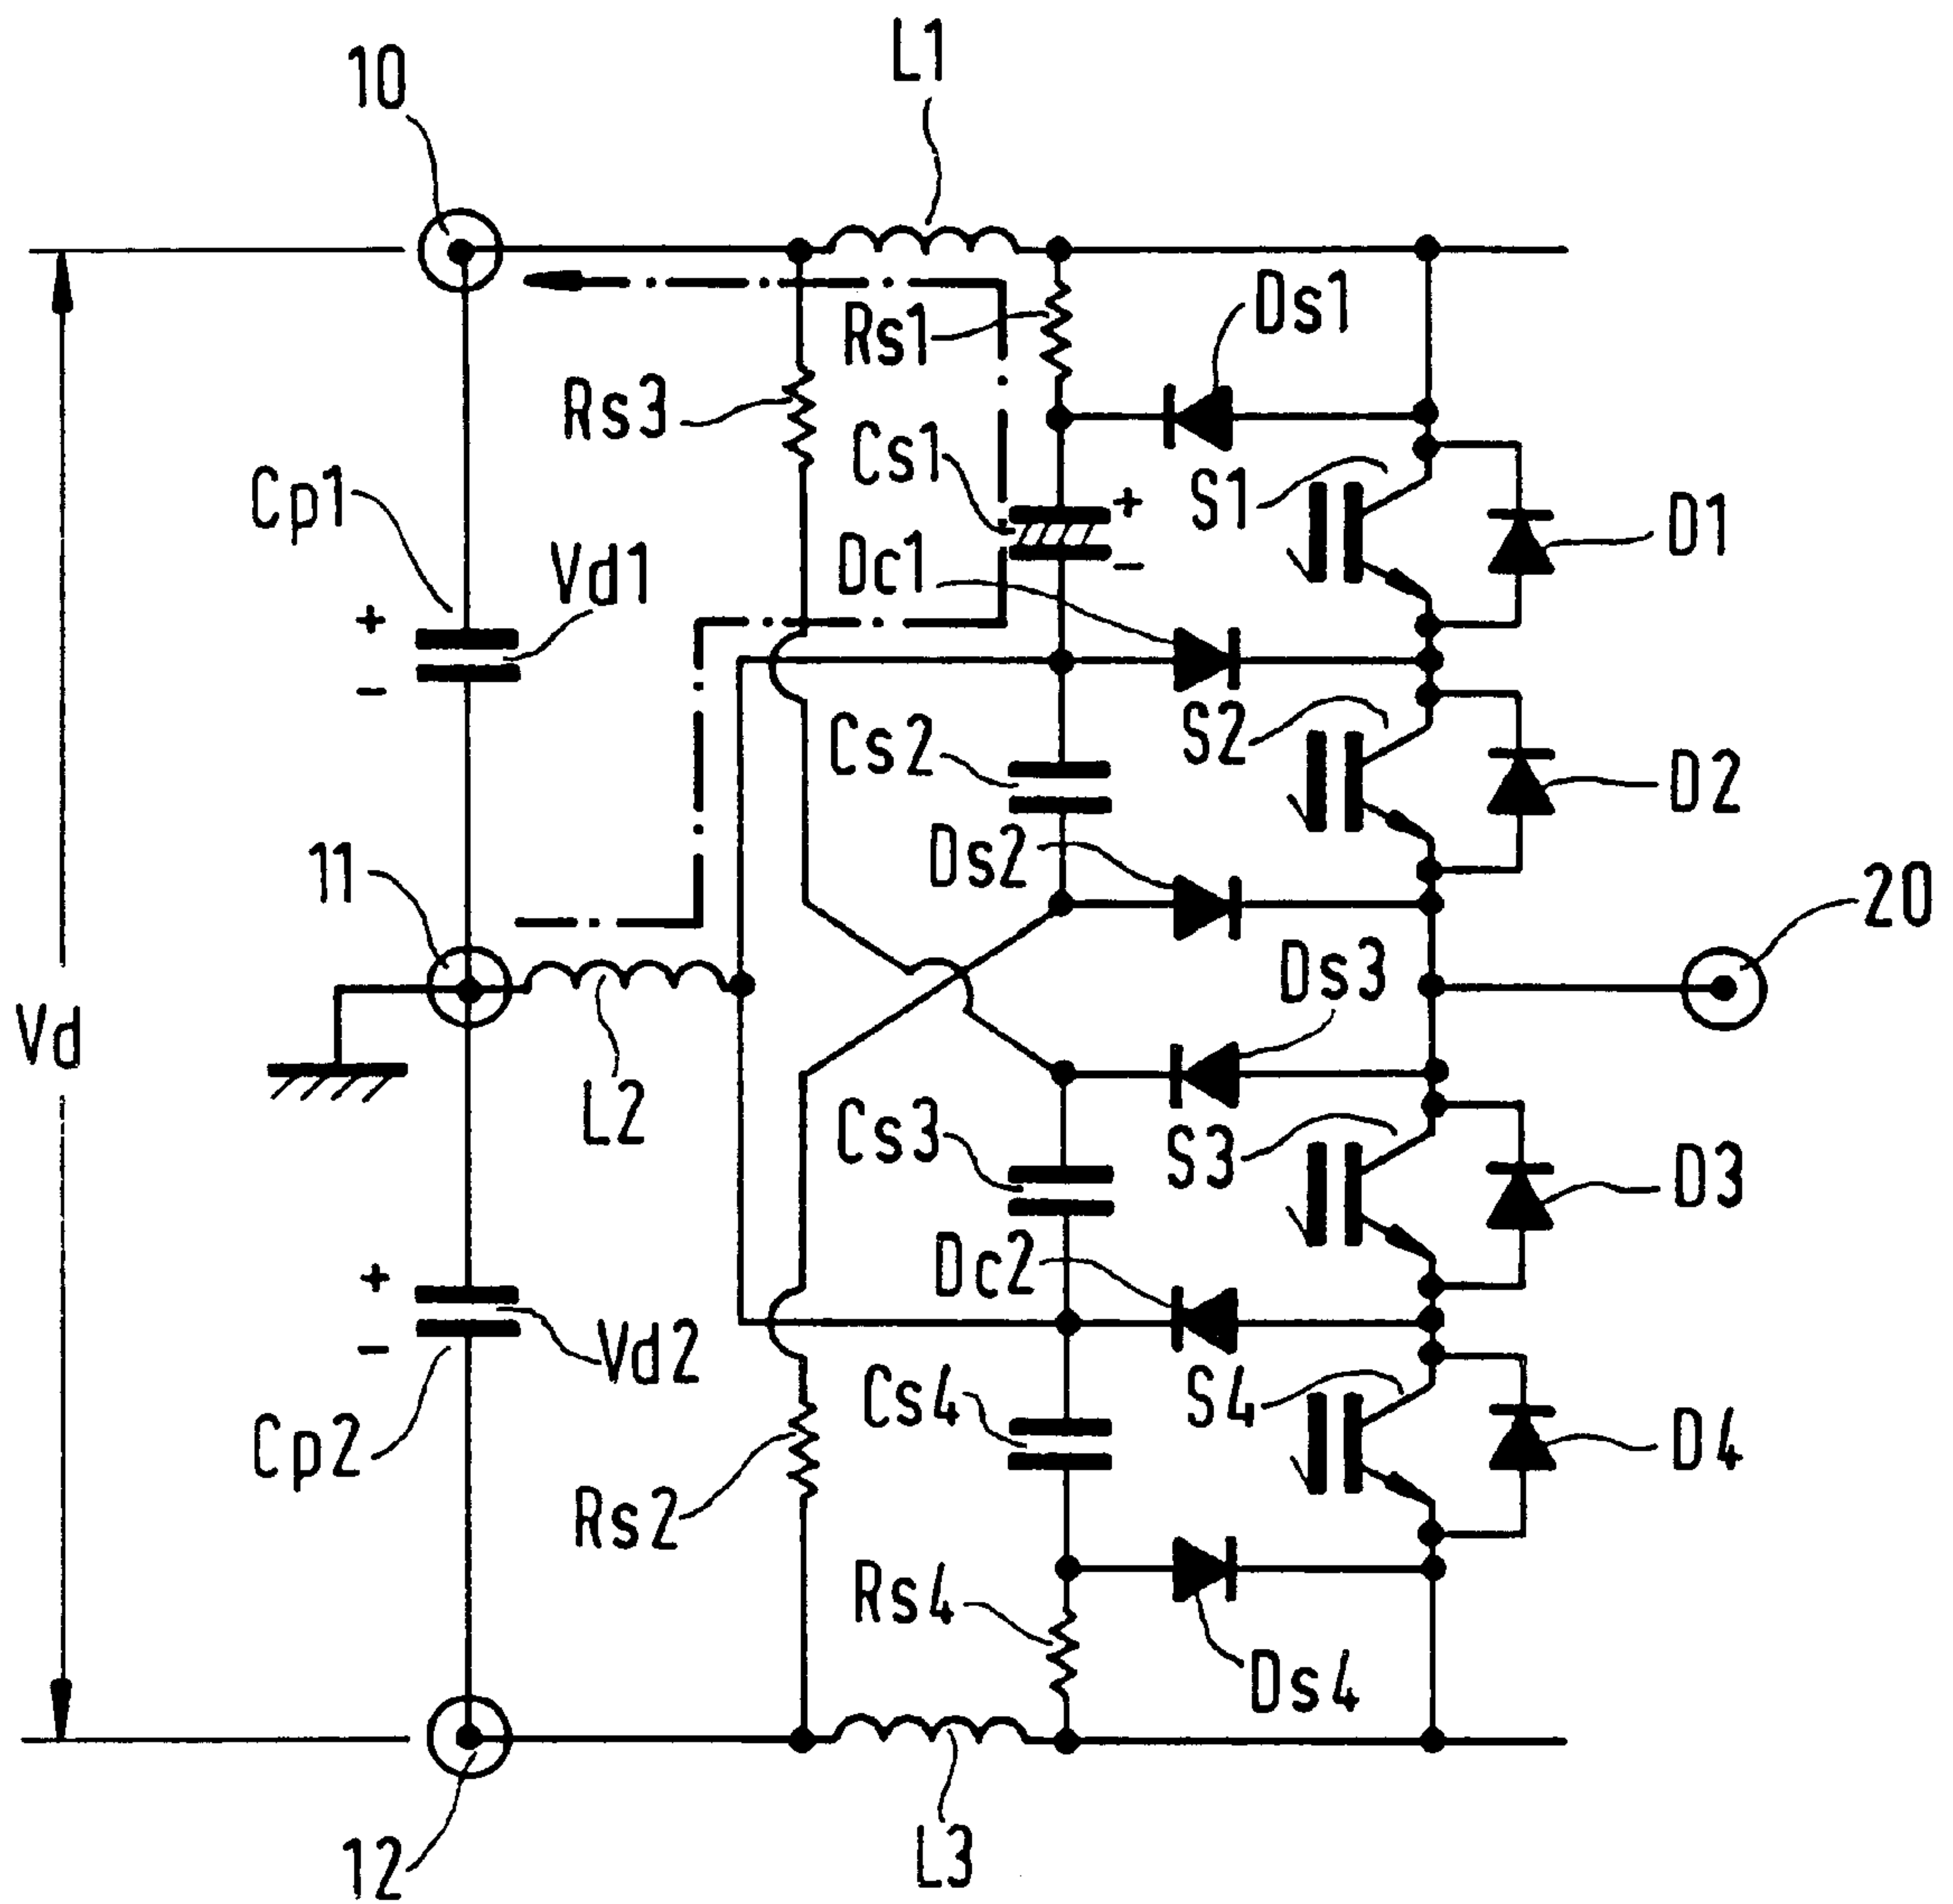 L1
10
Ds1
Rs1
Rs3
Cs1
+
S1
Cp1
D1
Vd1
Dc1
-
+
-
Cs2
S2
D2
Ds2
11
20
Ds3
Vd
L2
Cs3
S3
D3
Dc2
+
Vd2
-
Cs4
S4
D4
Cp2
Rs2
Rs4
Ds4
12
L3